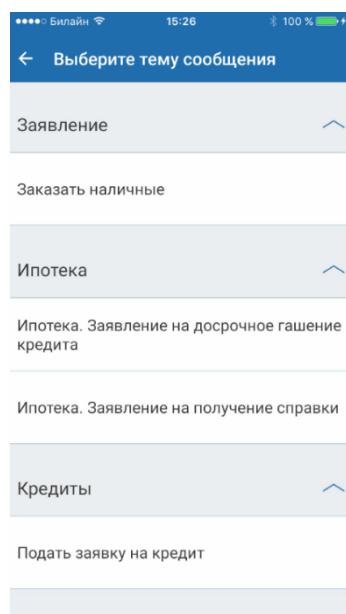 Билайн 15:26 100 %
Выберите тему сообщения
Заявление
Заказать наличные
Ипотека
Ипотека. Заявление на досрочное гашение
кредита
Ипотека. Заявление на получение справки
Кредиты
Подать заявку на кредит